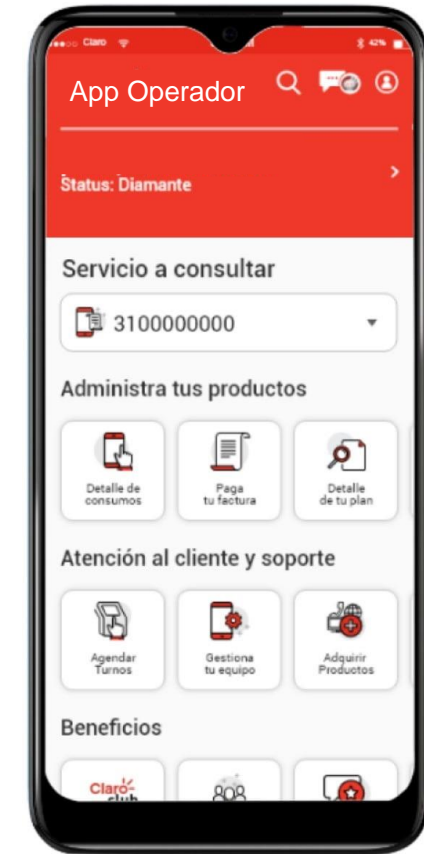 Claro
42%
App Operador
Status: Diamante
Servicio a consultar
3100000000
Administra tus productos
Detalle de
consumos
Paga
tu factura
Detalle
de tu plan
Atención al cliente y soporte
Agendar
Turnos
Gestiona
tu equipo
Adquirir
Productos
Beneficios
Claro
club